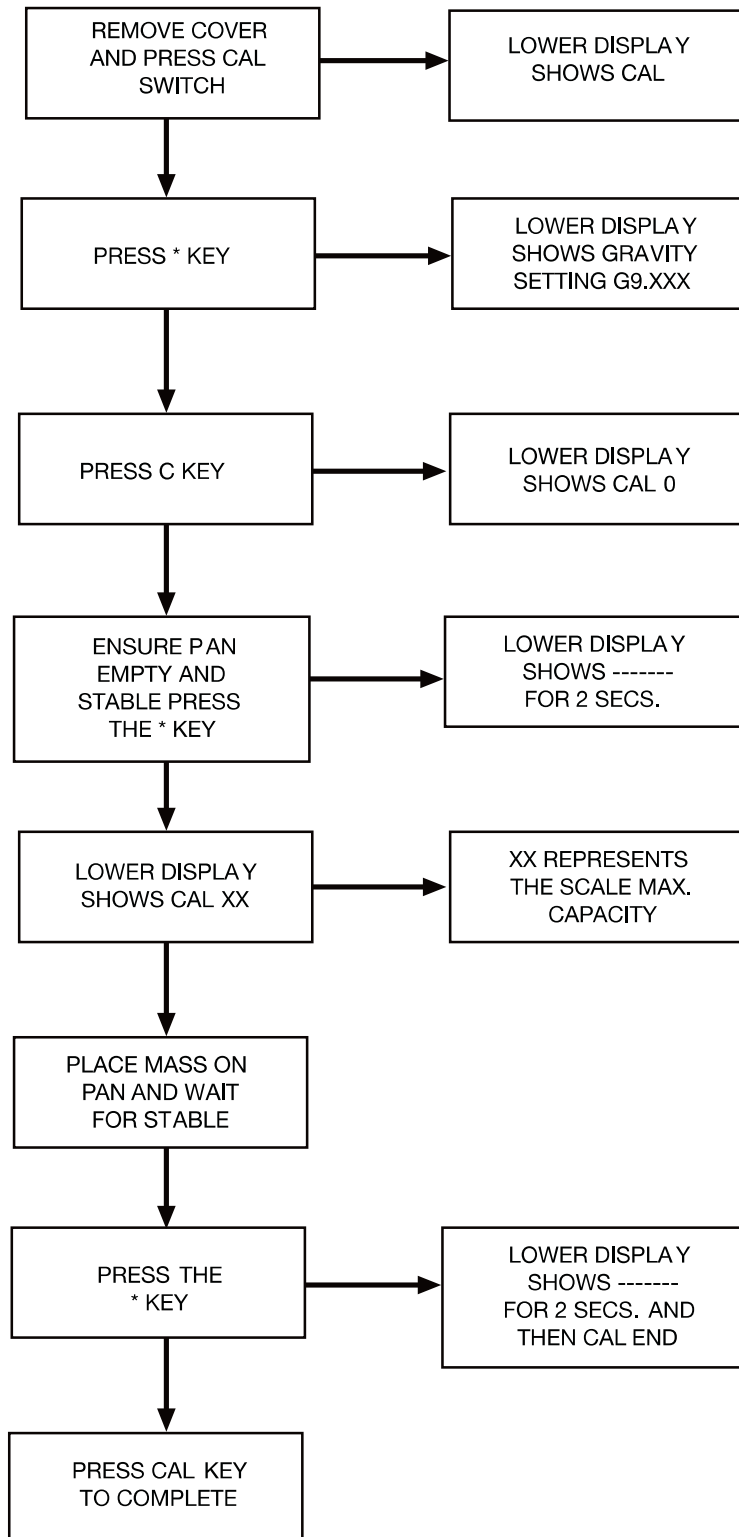 REMOVE COVER
AND PRESS CAL
SWITCH
LOWER DISPLAY
SHOWS CAL
PRESS * KEY
LOWER DISPLAY
SHOWS GRAVITY
SETTING G9.XXX
PRESS C KEY
LOWER DISPLAY
SHOWS CAL 0
ENSURE PAN
EMPTY AND
STABLE PRESS
THE * KEY
LOWER DISPLAY
SHOWS -------
FOR 2 SECS.
LOWER DISPLAY
SHOWS CAL XX
XX REPRESENTS
THE SCALE MAX.
CAPACITY
PLACE MASS ON
PAN AND WAIT
FOR STABLE
PRESS THE
* KEY
LOWER DISPLAY
SHOWS -------
FOR 2 SECS. AND
THEN CAL END
PRESS CAL KEY
TO COMPLETE